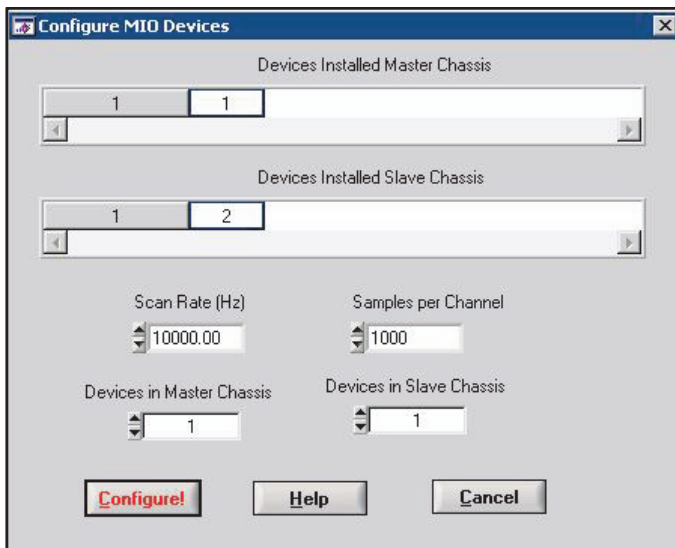 Configure MIO Devices
Devices Installed Master Chassis
1 1
Devices Installed Slave Chassis
1 2
Scan Rate (Hz) Samples per Channel
10000.00 1000
Devices in Master Chassis Devices in Slave Chassis
1 1
Configure! Help Cancel